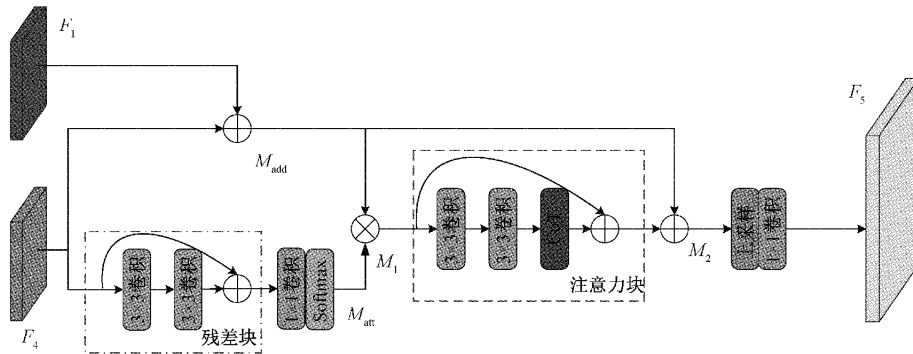 F1
F4
Madd
3×3卷积
3×3卷积
残差块
1×1卷积
Softmax
Matt
M1
3×3卷积
3×3卷积
CoT
注意力块
M2
上采样
1×1卷积
F5